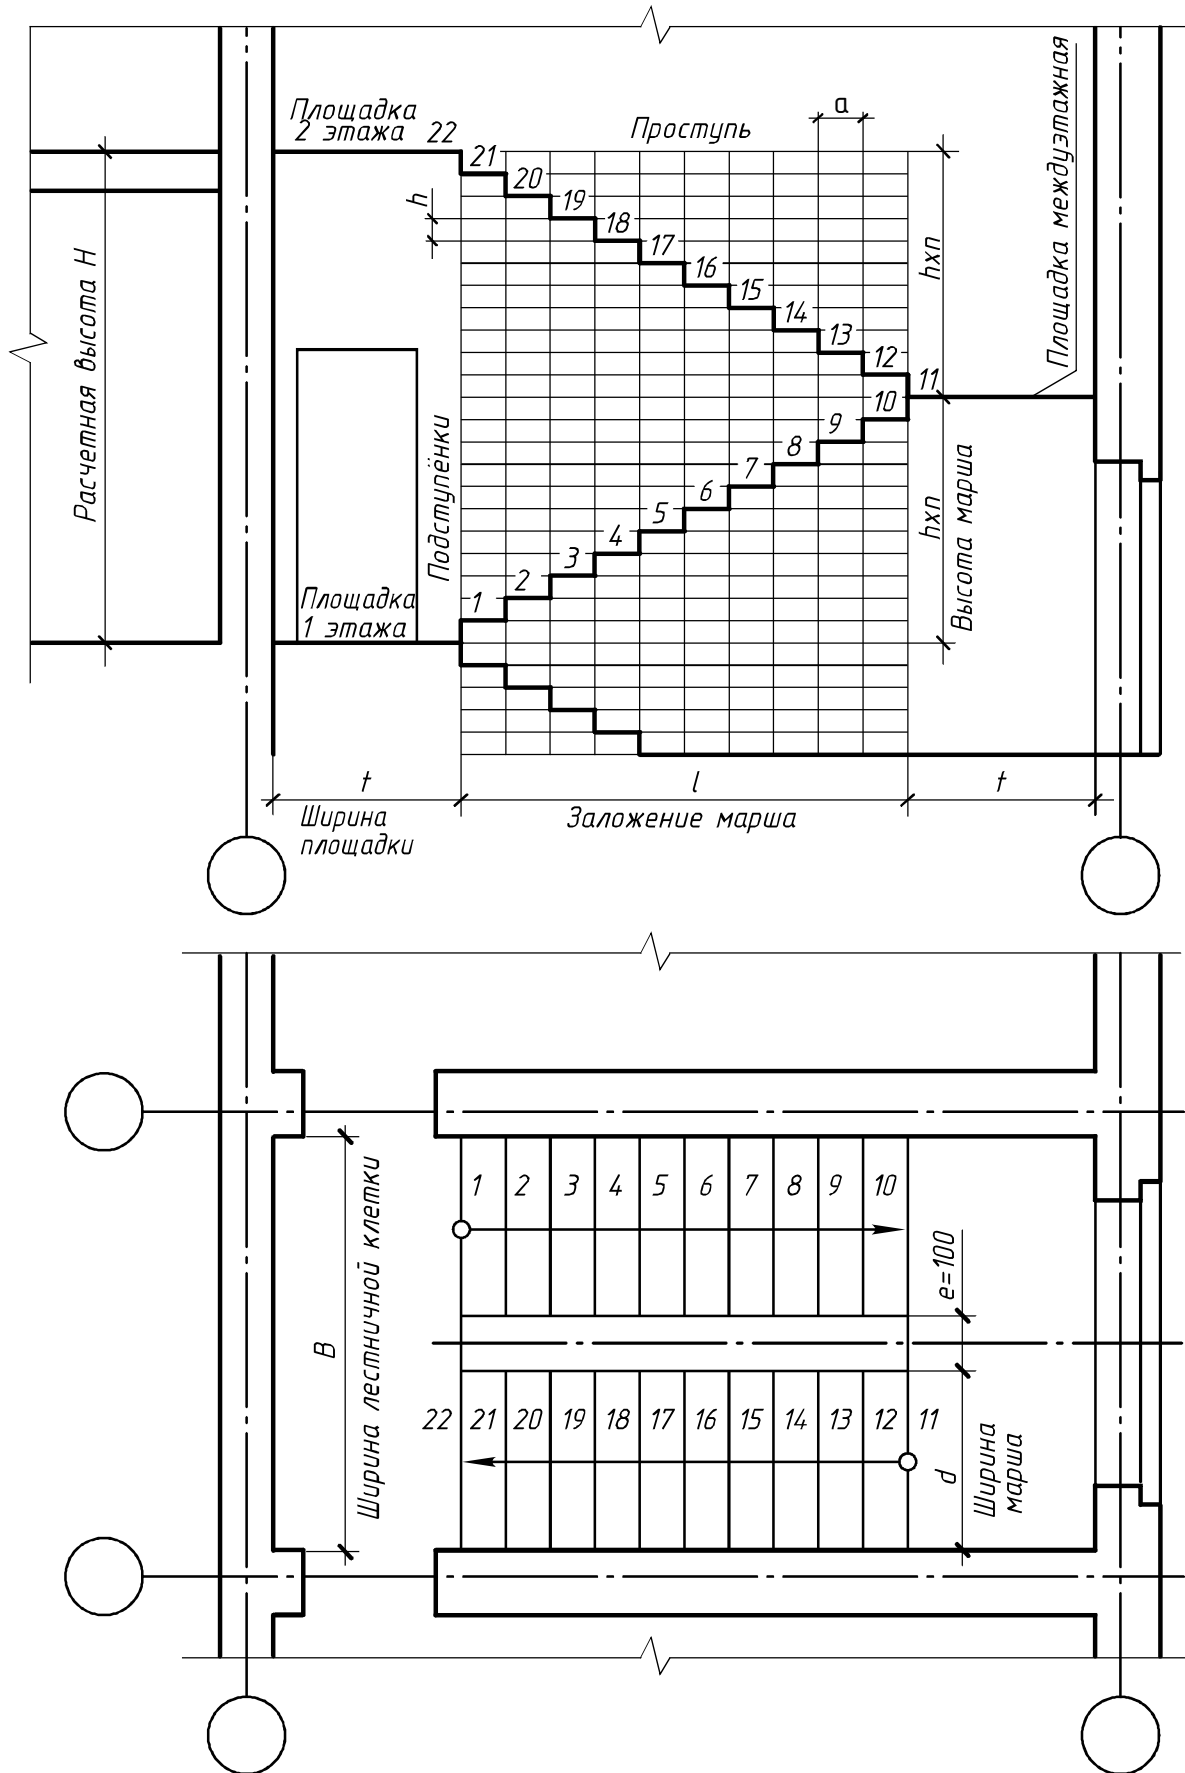 Площадка
2 этажа
22
21
20
19
18
17
16
15
14
13
12
11
10
9
8
7
6
5
4
3
2
1
Проступь
a
h
hxn
hxn
Высота марша
Площадка междуэтажная
Расчетная высота H
Подступёнки
Площадка
1 этажа
t
l
t
Ширина
площадки
Заложение марша
1 2 3 4 5 6 7 8 9 10
B
Ширина лестничной клетки
e=100
22 21 20 19 18 17 16 15 14 13 12 11
d
Ширина
марша